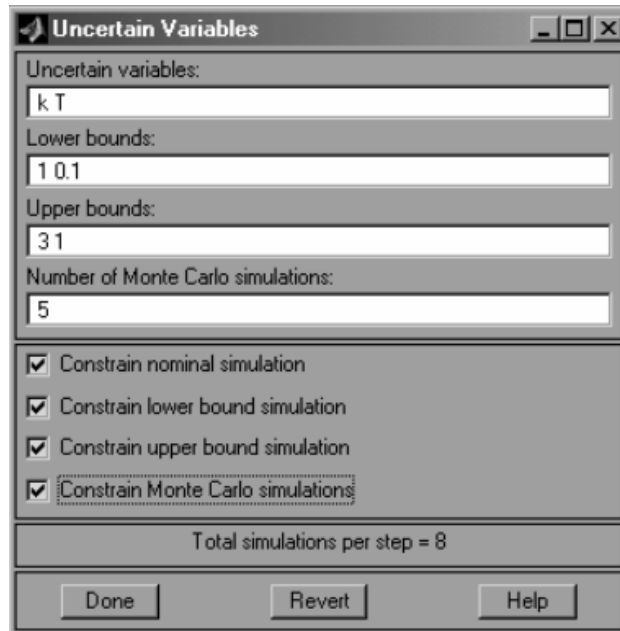 Uncertain Variables
Uncertain variables:
k T
Lower bounds:
1 0.1
Upper bounds:
3 1
Number of Monte Carlo simulations:
5
Constrain nominal simulation
Constrain lower bound simulation
Constrain upper bound simulation
Constrain Monte Carlo simulations
Total simulations per step = 8
Done Revert Help